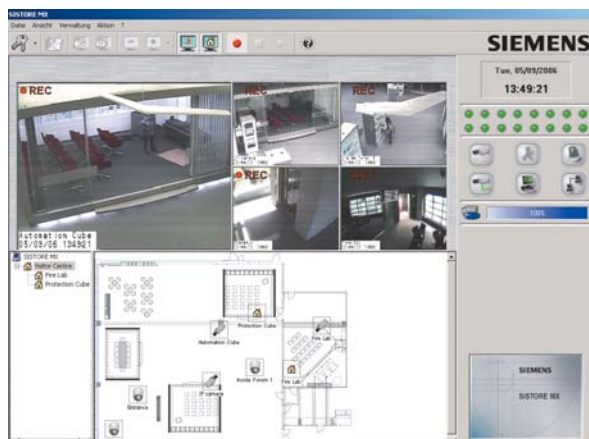 SISTORE MX
Datei Ansicht Verwaltung Aktion ?
SIEMENS
Tue, 05/09/2006
13:49:21
REC
REC
REC
REC
Automation Cube
05/09/06 134921
100%
SISTORE MX
Visitor Centre
Fire Lab
Protection Cube
Protection Cube
Automation Cube
Fire Lab
Inside Forum 1
Fire Lab
IP camera
Entrance
SIEMENS
SISTORE MX